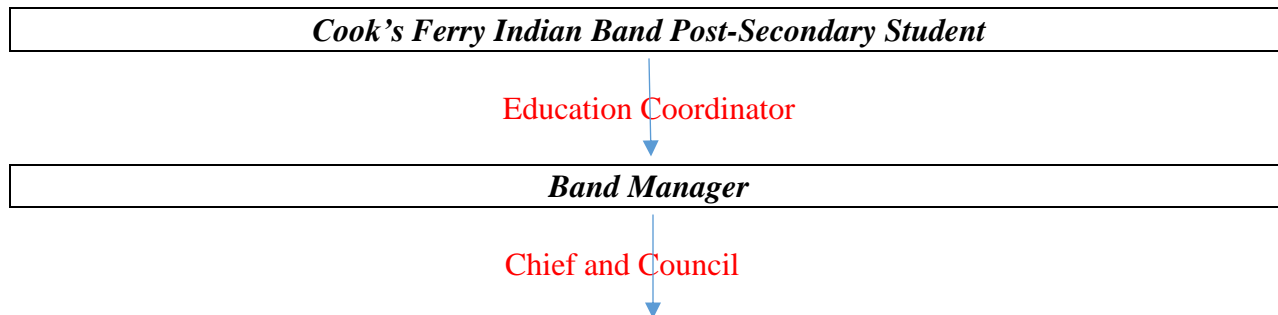 Cook’s Ferry Indian Band Post-Secondary Student
Education Coordinator
Band Manager
Chief and Council